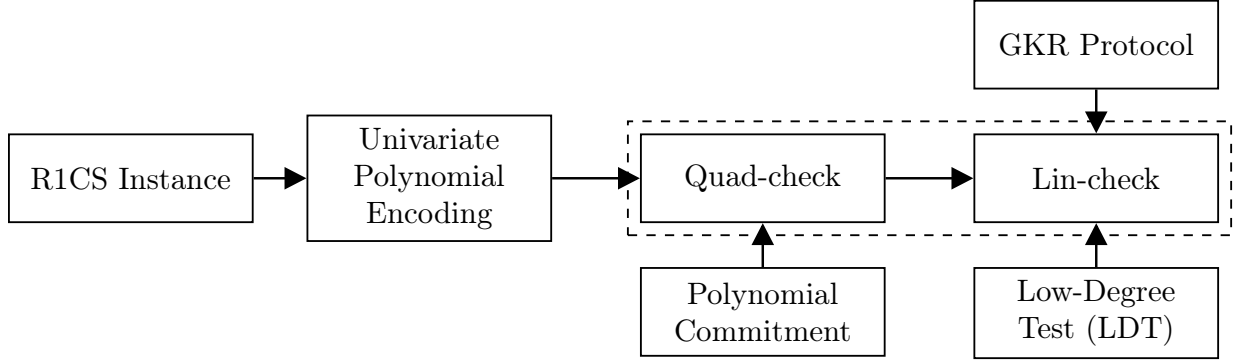 GKR Protocol
R1CS Instance
Univariate
Polynomial
Encoding
Quad-check
Lin-check
Polynomial
Commitment
Low-Degree
Test (LDT)